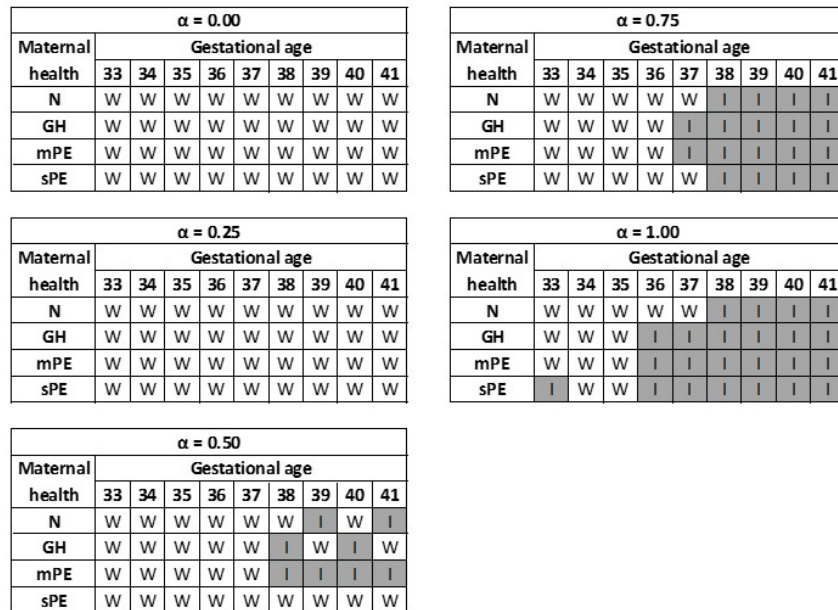 α = 0.00
Maternal health Gestational age
33 34 35 36 37 38 39 40 41
N W W W W W W W W W
GH W W W W W W W W W
mPE W W W W W W W W W
sPE W W W W W W W W W
α = 0.25
Maternal health Gestational age
33 34 35 36 37 38 39 40 41
N W W W W W W W W W
GH W W W W W W W W W
mPE W W W W W W W W W
sPE W W W W W W W W W
α = 0.50
Maternal health Gestational age
33 34 35 36 37 38 39 40 41
N W W W W W W I W I
GH W W W W W I W I W
mPE W W W W W I I I I
sPE W W W W W W W W W
α = 0.75
Maternal health Gestational age
33 34 35 36 37 38 39 40 41
N W W W W W I I I I
GH W W W W I I I I I
mPE W W W W I I I I I
sPE W W W W W I I I I
α = 1.00
Maternal health Gestational age
33 34 35 36 37 38 39 40 41
N W W W W W I I I I
GH W W W I I I I I I
mPE W W W I I I I I I
sPE I W W I I I I I I